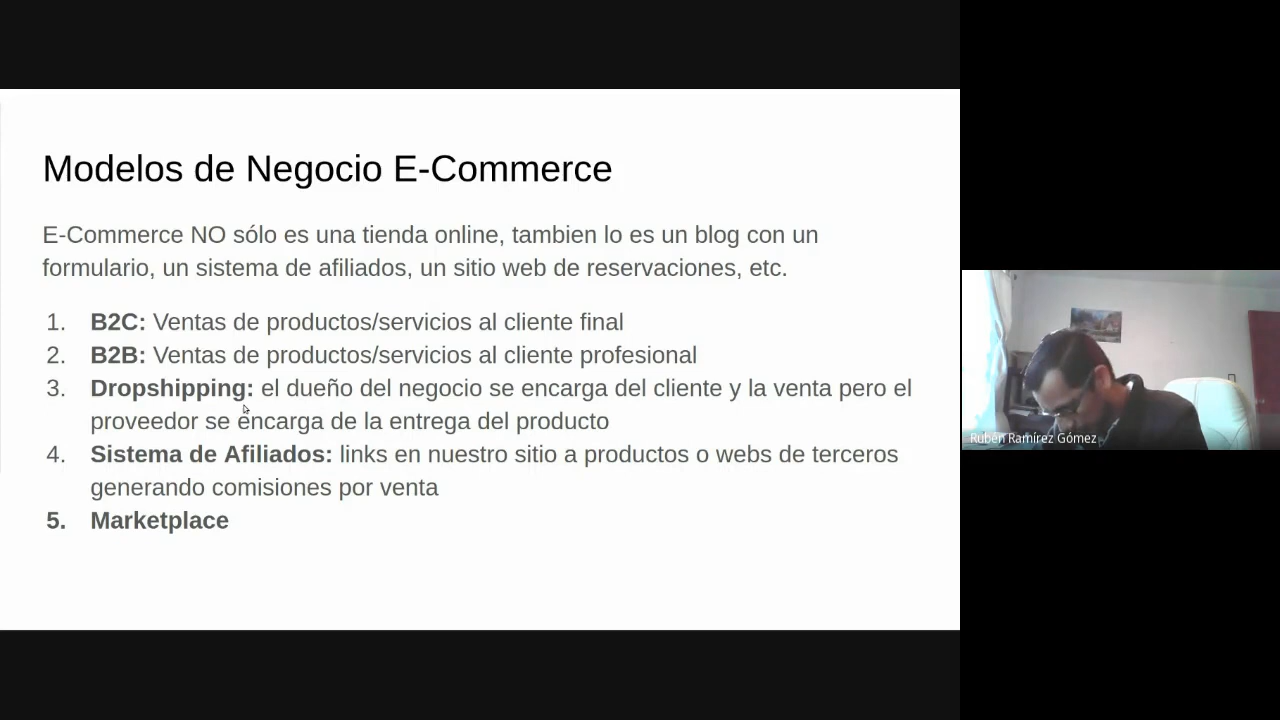 Modelos de Negocio E-Commerce
E-Commerce NO sólo es una tienda online, tambien lo es un blog con un
formulario, un sistema de afiliados, un sitio web de reservaciones, etc.
1. B2C: Ventas de productos/servicios al cliente final
2. B2B: Ventas de productos/servicios al cliente profesional
3. Dropshipping: el dueño del negocio se encarga del cliente y la venta pero el
proveedor se encarga de la entrega del producto
4. Sistema de Afiliados: links en nuestro sitio a productos o webs de terceros
generando comisiones por venta
5. Marketplace
Rubén Ramírez Gómez